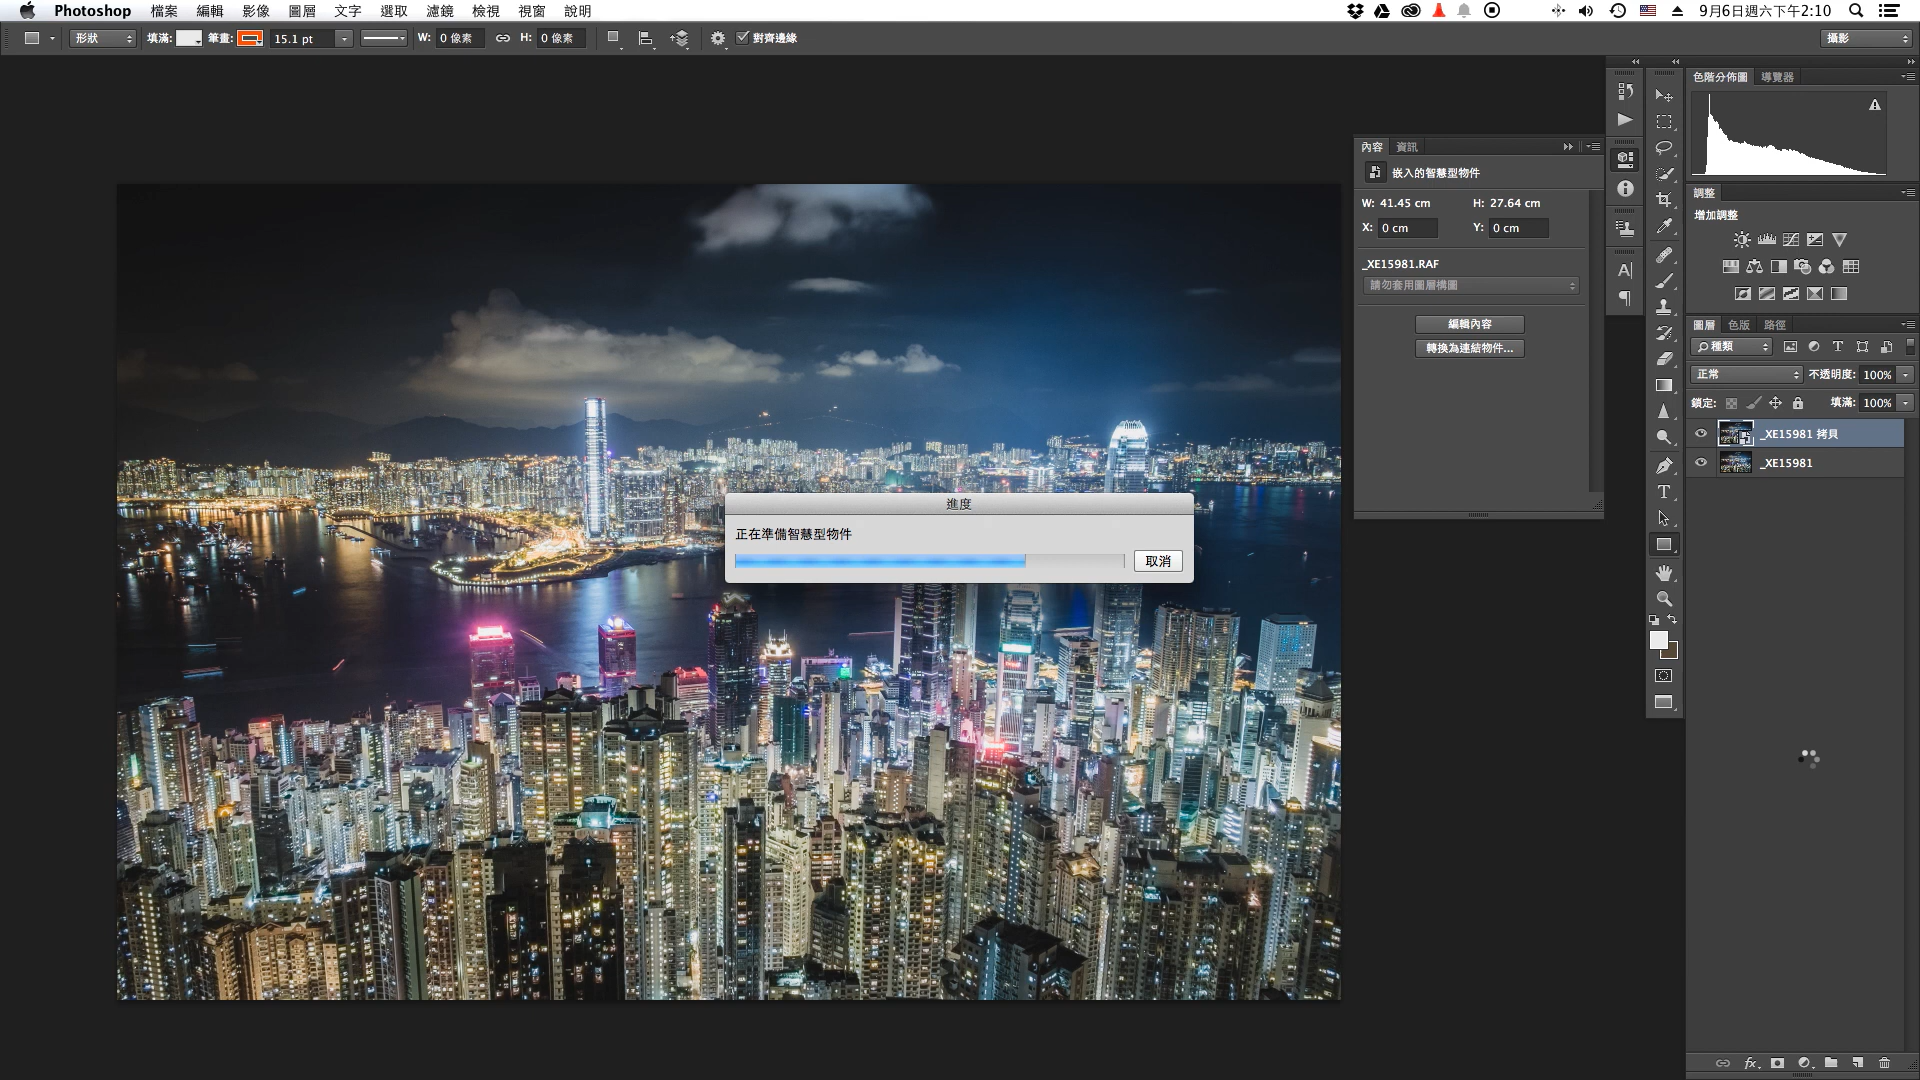 Photoshop 檔案 編輯 影像 圖層 文字 選取 濾鏡 檢視 視窗 說明 9月6日週六下午2:10
形狀 填滿: 筆畫: 15.1 pt W: 0 像素 H: 0 像素 對齊邊緣 攝影
色階分佈圖 導覽器
內容 資訊
嵌入的智慧型物件
W: 41.45 cm H: 27.64 cm
X: 0 cm Y: 0 cm
_XE15981.RAF
請勿套用圖層構圖
編輯內容
轉換為連結物件...
調整
增加調整
圖層 色版 路徑
種類
正常 不透明度: 100%
鎖定: 填滿: 100%
_XE15981 拷貝
_XE15981
進度
正在準備智慧型物件
取消